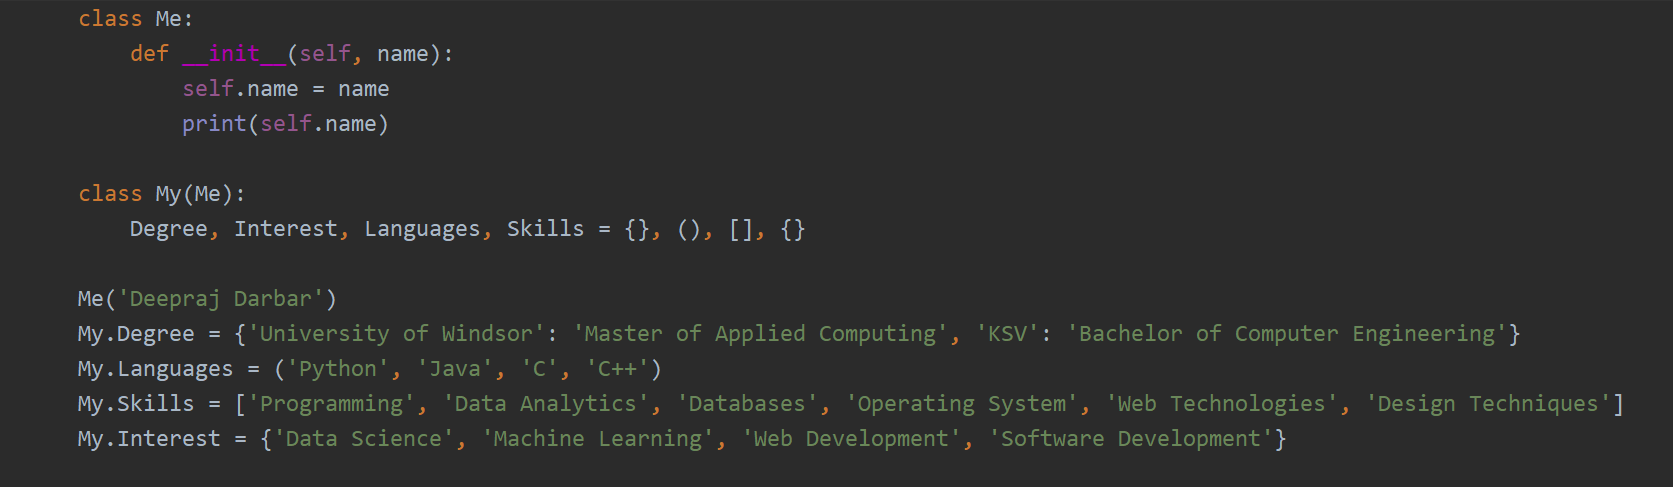 class Me:
    def __init__(self, name):
        self.name = name
        print(self.name)
class My(Me):
    Degree, Interest, Languages, Skills = {}, (), [], {}
Me('Deepraj Darbar')
My.Degree = {'University of Windsor': 'Master of Applied Computing', 'KSV': 'Bachelor of Computer Engineering'}
My.Languages = ('Python', 'Java', 'C', 'C++')
My.Skills = ['Programming', 'Data Analytics', 'Databases', 'Operating System', 'Web Technologies', 'Design Techniques']
My.Interest = {'Data Science', 'Machine Learning', 'Web Development', 'Software Development'}